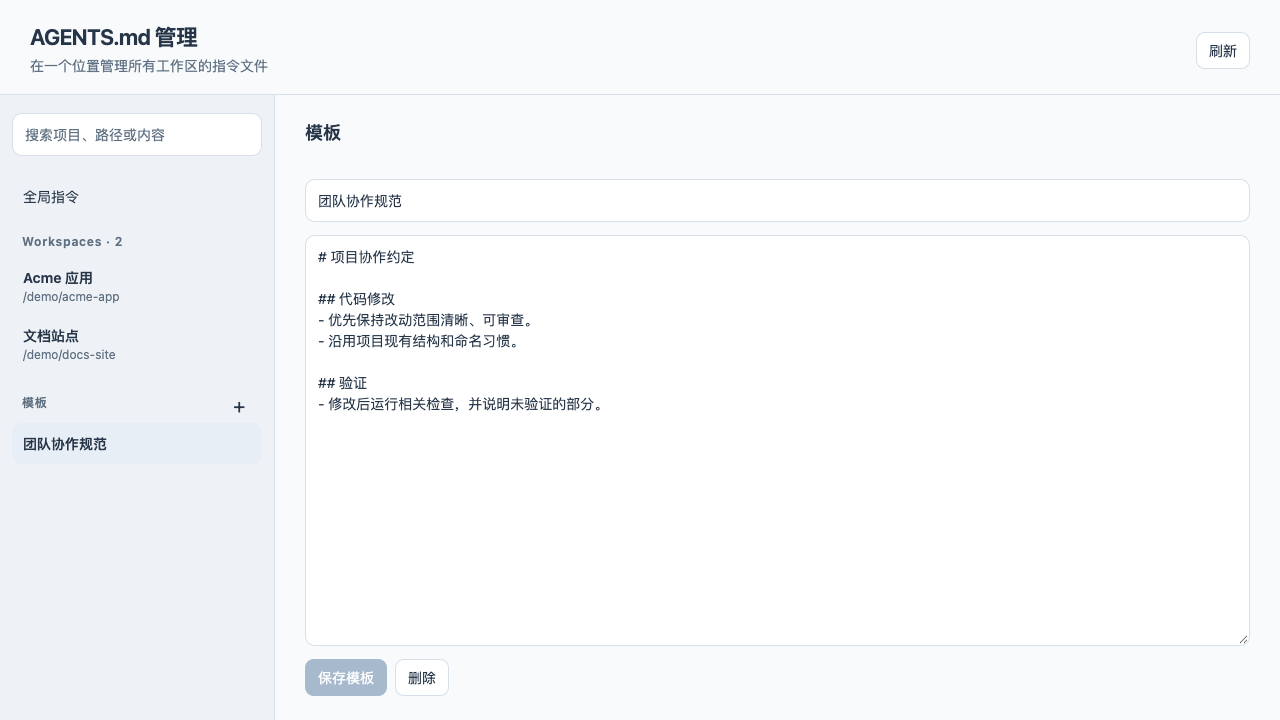 AGENTS.md 管理
在一个位置管理所有工作区的指令文件
刷新
搜索项目、路径或内容
全局指令
Workspaces · 2
Acme 应用
/demo/acme-app
文档站点
/demo/docs-site
模板
+
团队协作规范
模板
团队协作规范
# 项目协作约定
## 代码修改
- 优先保持改动范围清晰、可审查。
- 沿用项目现有结构和命名习惯。
## 验证
- 修改后运行相关检查，并说明未验证的部分。
保存模板
删除